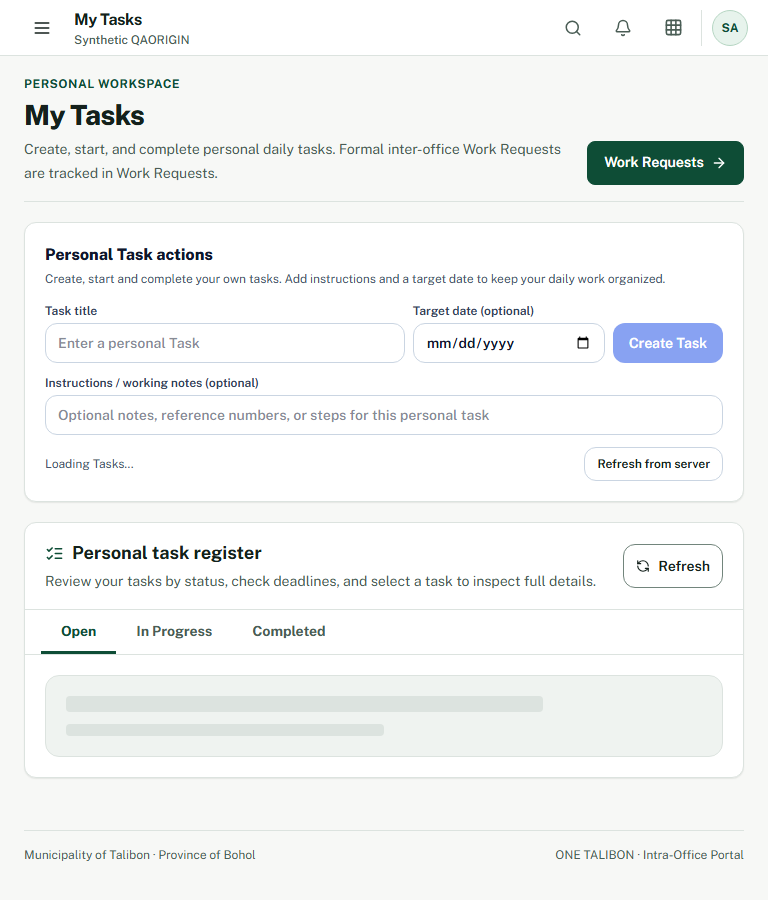 My Tasks
Synthetic QAORIGIN
SA
PERSONAL WORKSPACE
My Tasks
Create, start, and complete personal daily tasks. Formal inter-office Work Requests
are tracked in Work Requests.
Work Requests →
Personal Task actions
Create, start and complete your own tasks. Add instructions and a target date to keep your daily work organized.
Task title
Target date (optional)
Enter a personal Task
mm/dd/yyyy
Create Task
Instructions / working notes (optional)
Optional notes, reference numbers, or steps for this personal task
Loading Tasks...
Refresh from server
Personal task register
Review your tasks by status, check deadlines, and select a task to inspect full details.
Refresh
Open
In Progress
Completed
Municipality of Talibon · Province of Bohol
ONE TALIBON · Intra-Office Portal